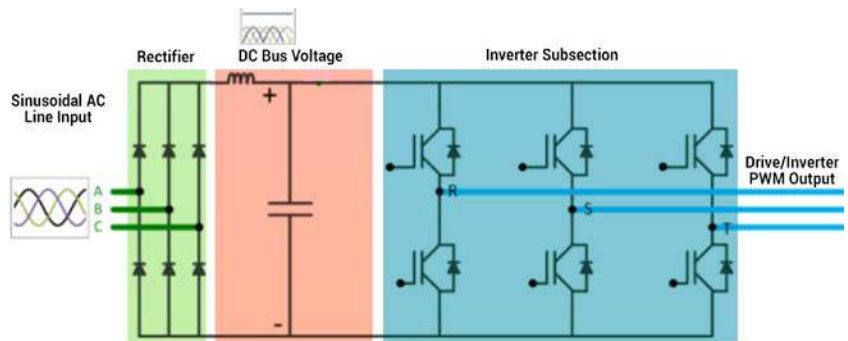 Rectifier
DC Bus Voltage
Inverter Subsection
Sinusoidal AC
Line Input
+
Drive/Inverter
PWM Output
A
R
B
S
C
T
-